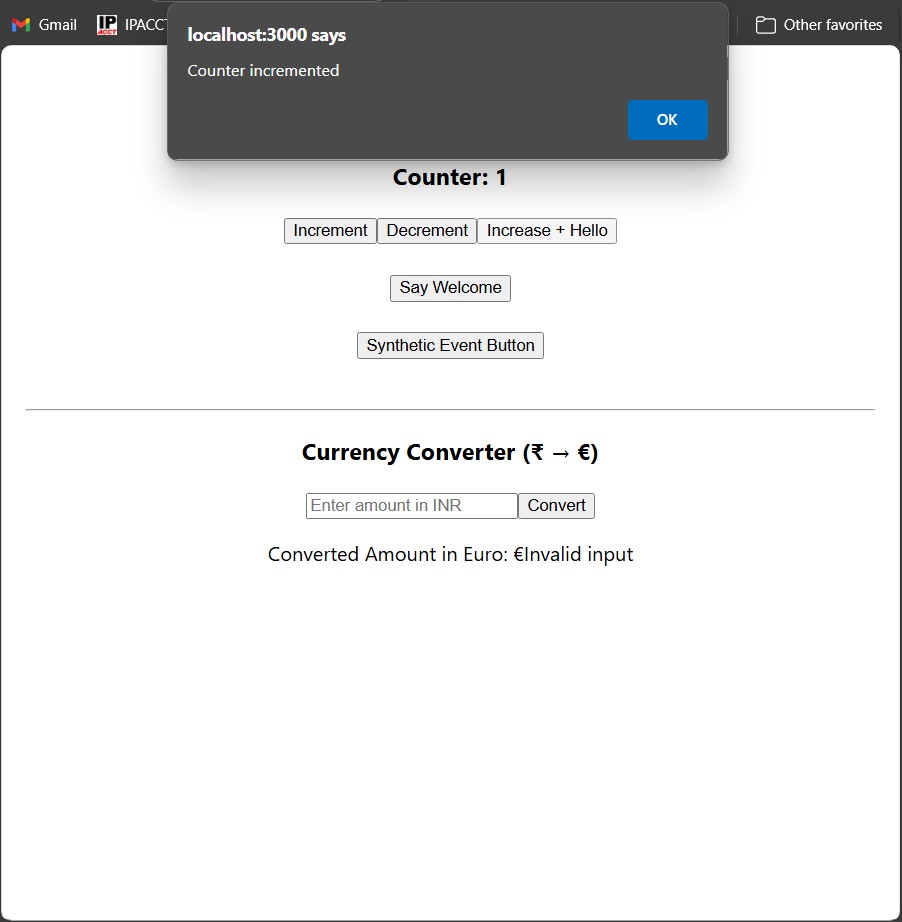 Gmail
IPACCT
Other favorites
localhost:3000 says
Counter incremented
OK
Counter: 1
Increment Decrement Increase + Hello
Say Welcome
Synthetic Event Button
Currency Converter (₹ → €)
Enter amount in INR Convert
Converted Amount in Euro: €Invalid input